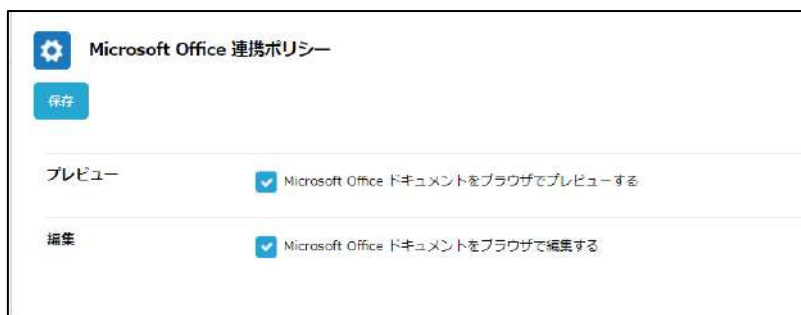 Microsoft Office 連携ポリシー
保存
プレビュー
Microsoft Office ドキュメントをブラウザでプレビューする
編集
Microsoft Office ドキュメントをブラウザで編集する